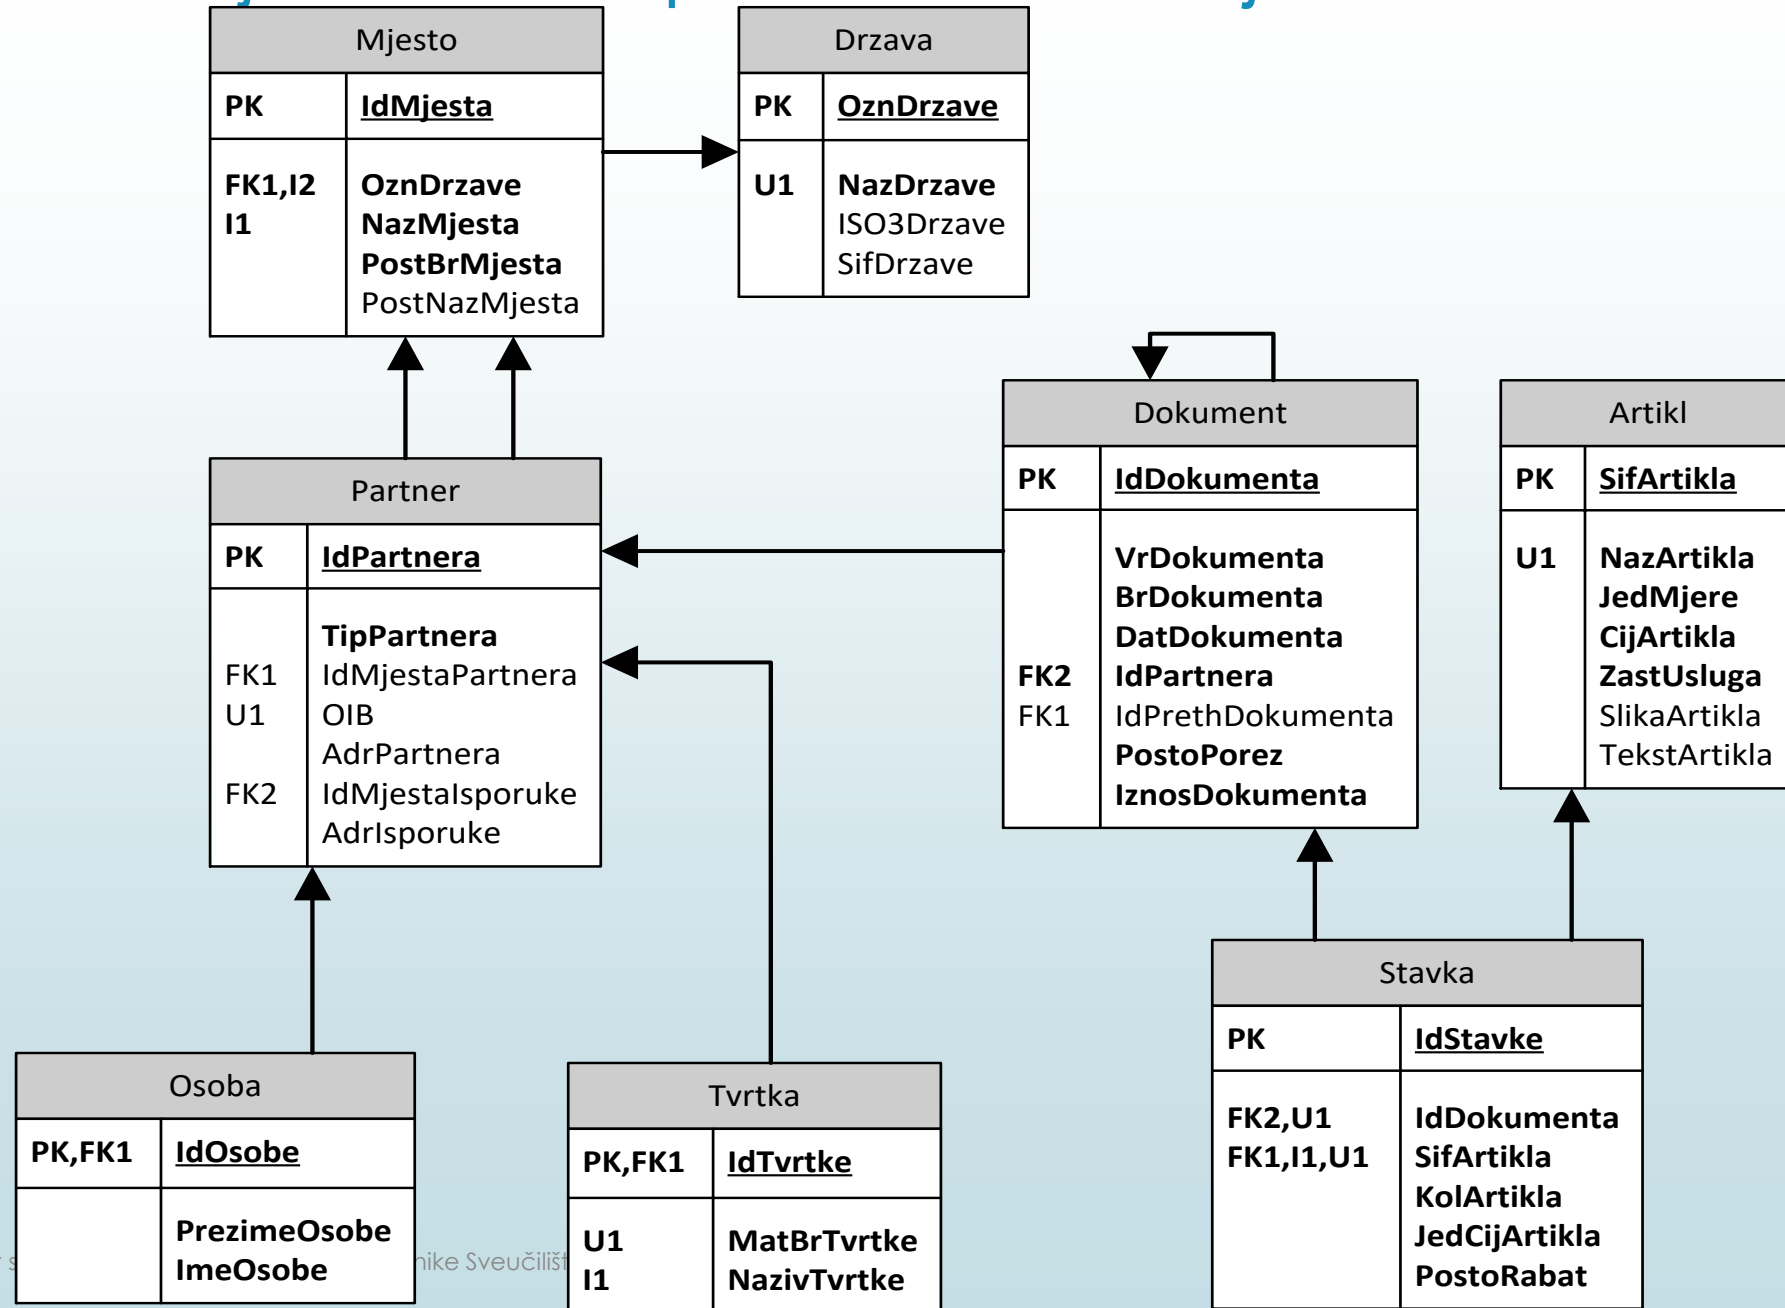 Mjesto
PK IdMjesta
FK1,I2 OznDrzave
I1 NazMjesta
PostBrMjesta
PostNazMjesta
Drzava
PK OznDrzave
U1 NazDrzave
ISO3Drzave
SifDrzave
Partner
PK IdPartnera
TipPartnera
FK1 IdMjestaPartnera
U1 OIB
AdrPartnera
FK2 IdMjestaIsporuke
AdrIsporuke
Dokument
PK IdDokumenta
VrDokumenta
BrDokumenta
DatDokumenta
FK2 IdPartnera
FK1 IdPrethDokumenta
PostoPorez
IznosDokumenta
Artikl
PK SifArtikla
U1 NazArtikla
JedMjere
CijArtikla
ZastUsluga
SlikaArtikla
TekstArtikla
Osoba
PK,FK1 IdOsobe
PrezimeOsobe
ImeOsobe
Tvrtka
PK,FK1 IdTvrtke
U1 MatBrTvrtke
I1 NazivTvrtke
Stavka
PK IdStavke
FK2,U1 IdDokumenta
FK1,I1,U1 SifArtikla
KolArtikla
JedCijArtikla
PostoRabat